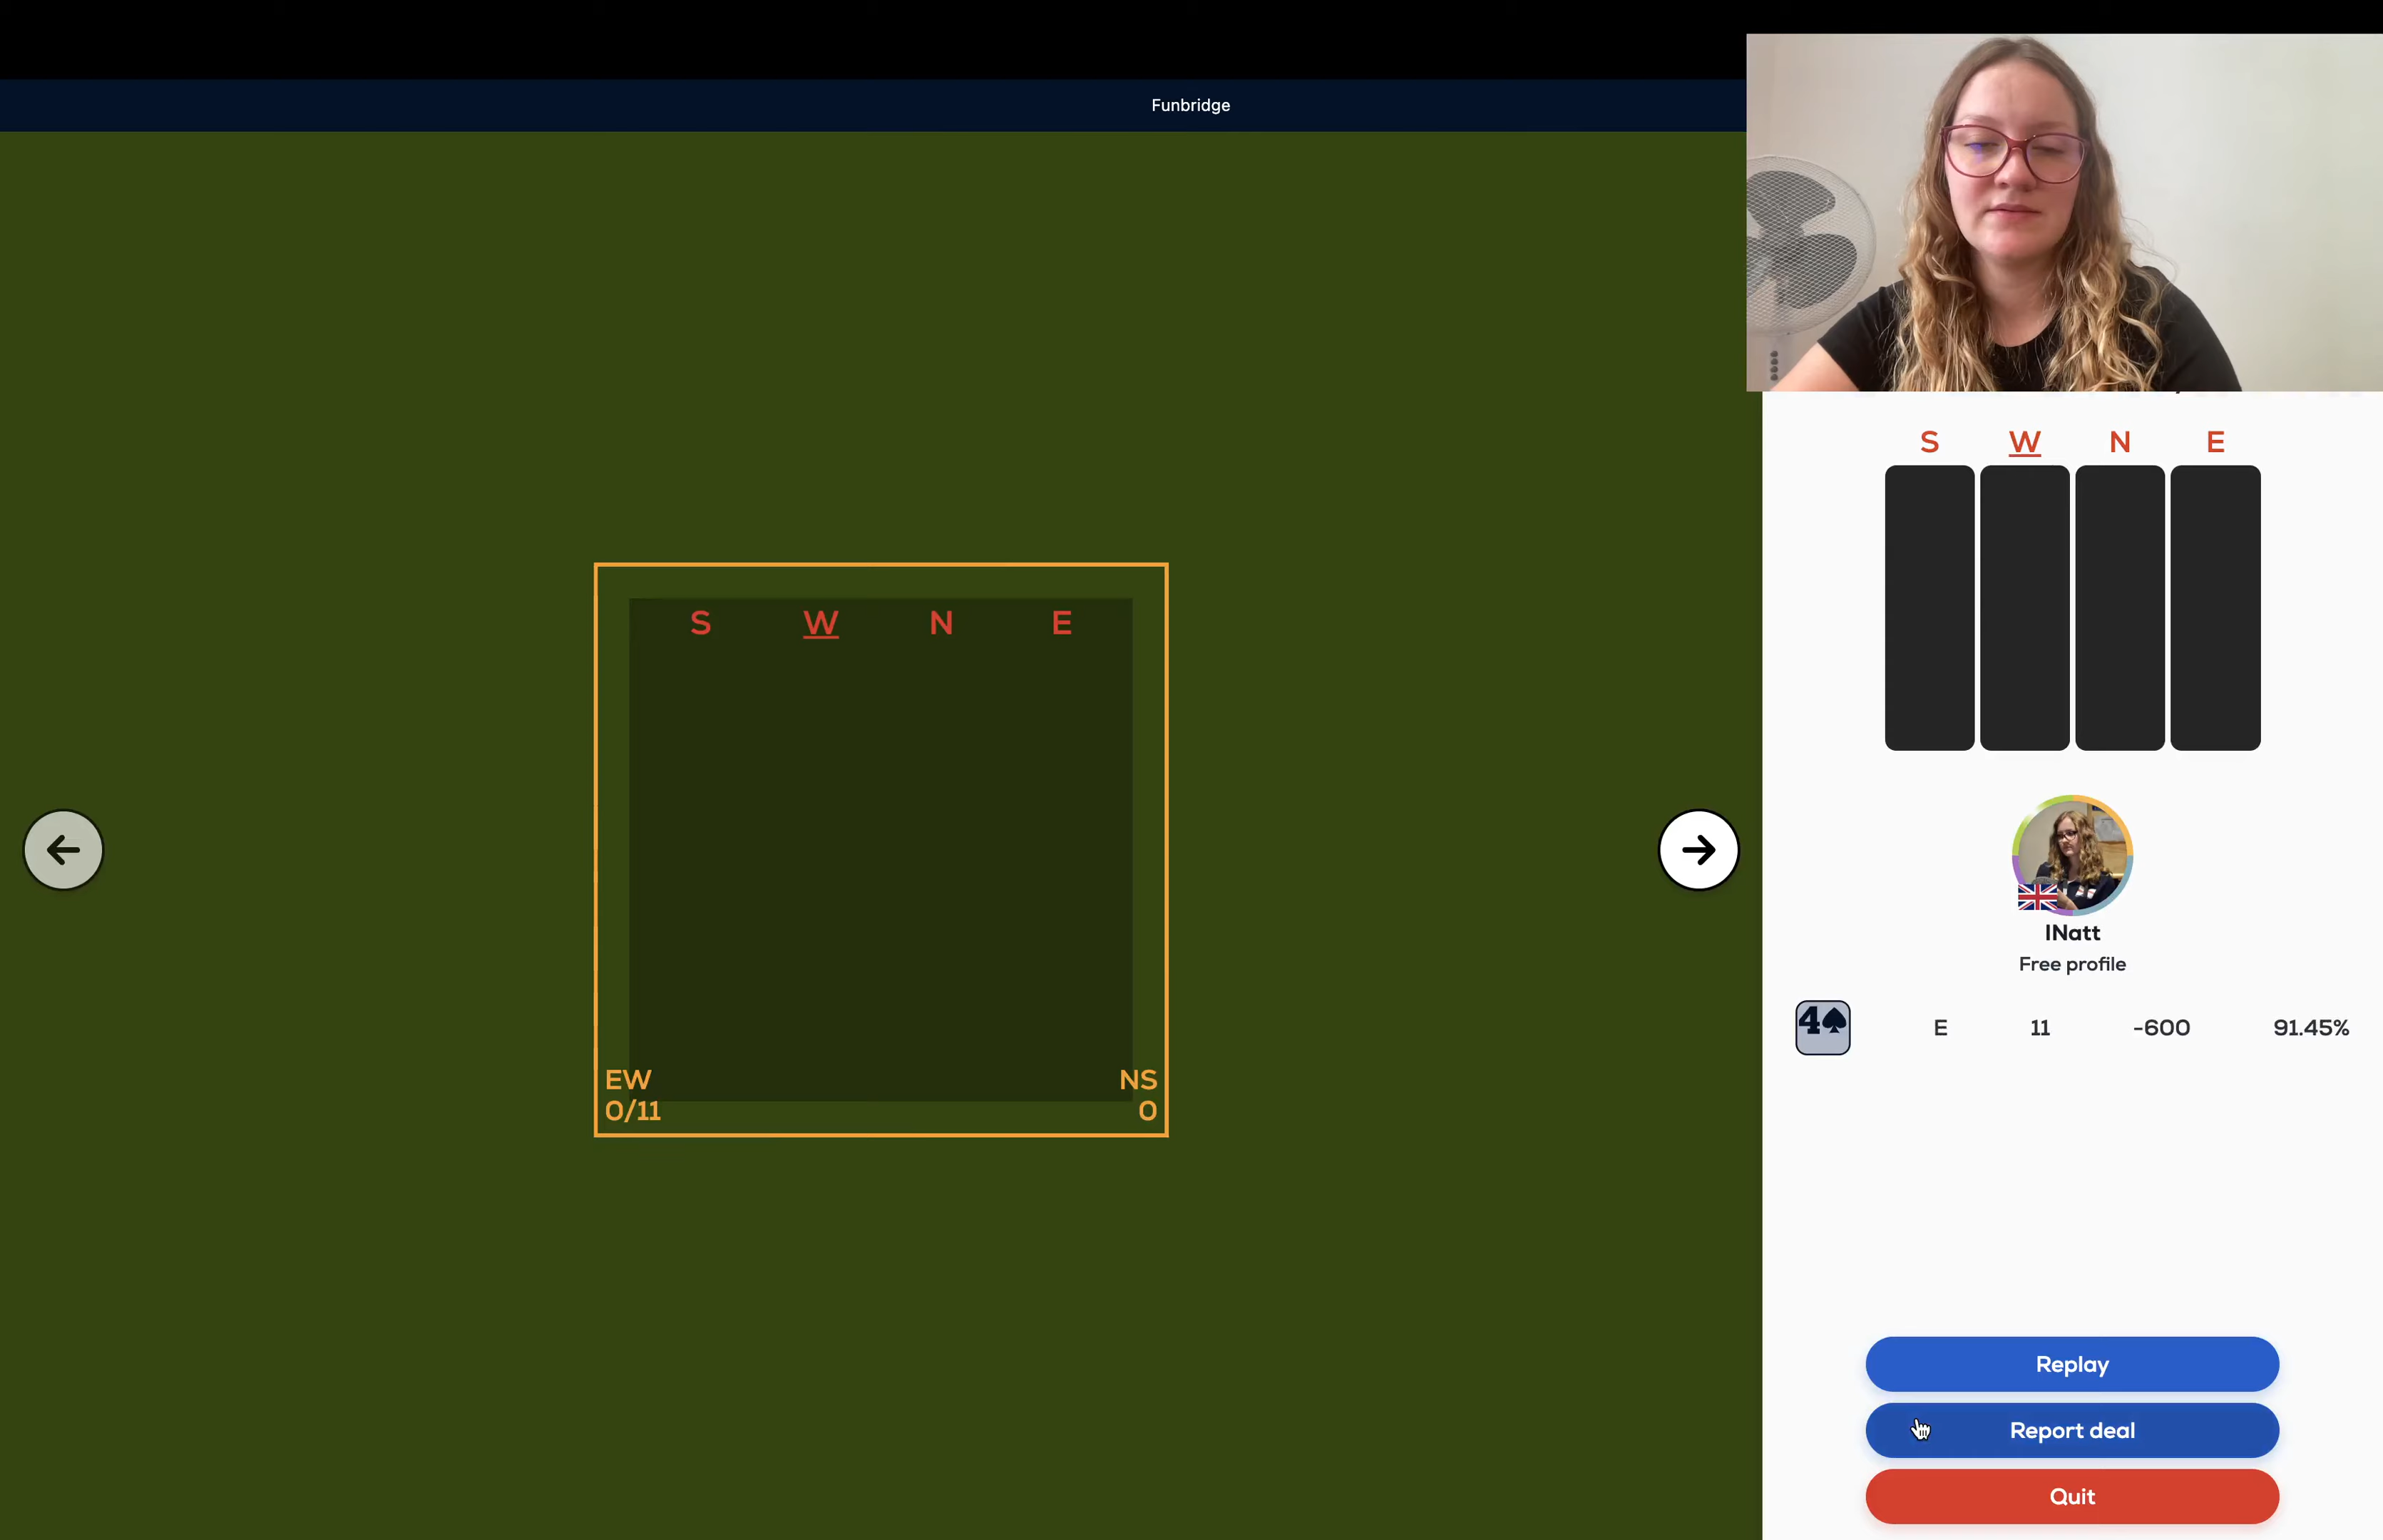 Funbridge
S W N E
S W N E
EW NS
0/11 0
INatt
Free profile
4♠ E 11 -600 91.45%
Replay
Report deal
Quit